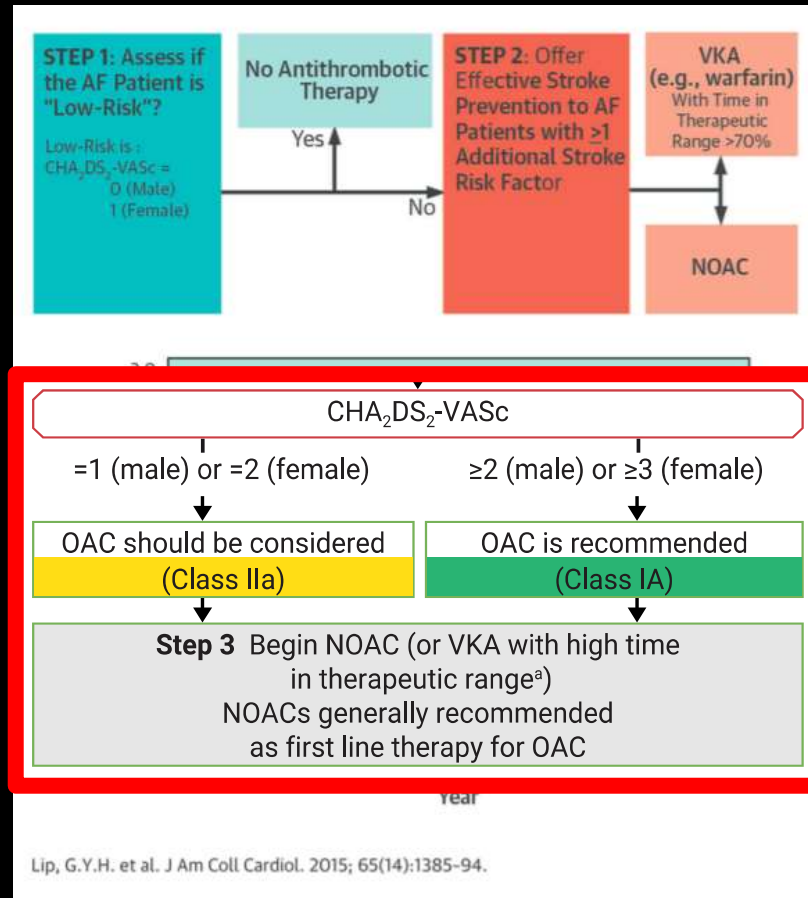 STEP 1: Assess if
the AF Patient is
"Low-Risk"?
Low-Risk is :
CHA₂DS₂-VASc =
0 (Male)
1 (Female)
No Antithrombotic
Therapy
Yes
No
STEP 2: Offer
Effective Stroke
Prevention to AF
Patients with ≥1
Additional Stroke
Risk Factor
VKA
(e.g., warfarin)
With Time in
Therapeutic
Range >70%
NOAC
CHA₂DS₂-VASc
=1 (male) or =2 (female)
≥2 (male) or ≥3 (female)
OAC should be considered
(Class IIa)
OAC is recommended
(Class IA)
Step 3 Begin NOAC (or VKA with high time
in therapeutic rangeᵃ)
NOACs generally recommended
as first line therapy for OAC
Year
Lip, G.Y.H. et al. J Am Coll Cardiol. 2015; 65(14):1385-94.